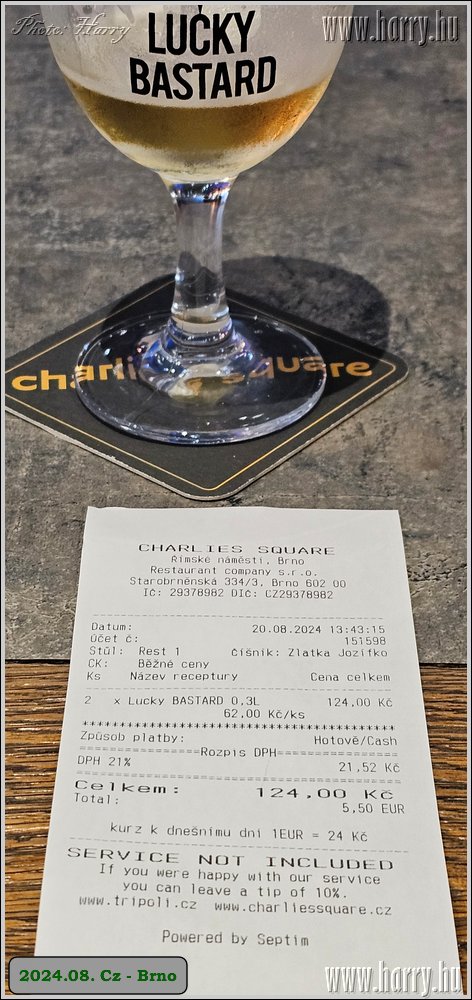 Photo: Harry
www.harry.hu
LUCKY
BASTARD
charlie square
CHARLIES SQUARE
Římské náměstí, Brno
Restaurant company s.r.o.
Starobrněnská 334/3, Brno 602 00
IČ: 29378982 DIČ: CZ29378982
Datum: 20.08.2024 13:43:15
Účet č: 151598
Stůl: Rest 1 Číšník: Zlatka Jozífko
CK: Běžné ceny
Ks Název receptury Cena celkem
2 x Lucky BASTARD 0,3L 124,00 Kč
62,00 Kč/ks
****************************************
Způsob platby: Hotově/Cash
===============Rozpis DPH===============
DPH 21% 21,52 Kč
Celkem: 124,00 Kč
Total: 5,50 EUR
kurz k dnešnímu dni 1EUR = 24 Kč
SERVICE NOT INCLUDED
If you were happy with our service
you can leave a tip of 10%.
www.tripoli.cz www.charliessquare.cz
Powered by Septim
2024.08. Cz - Brno
www.harry.hu